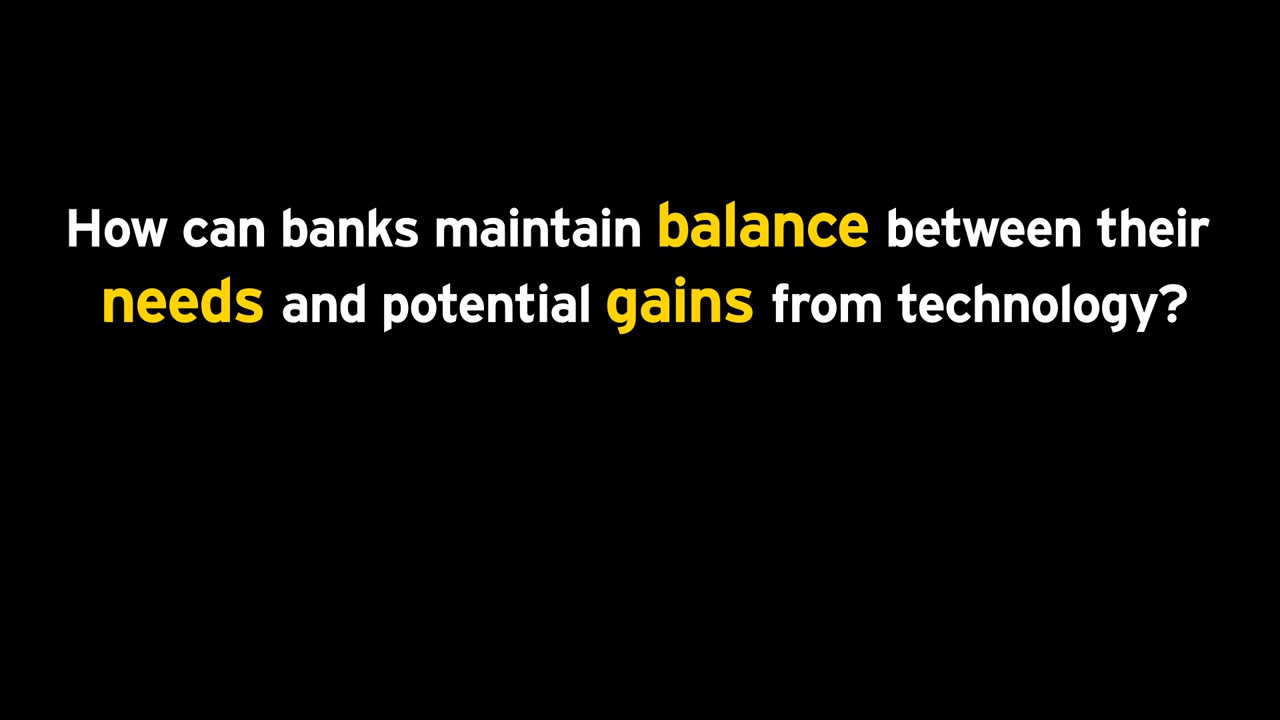 How can banks maintain balance between their
needs and potential gains from technology?